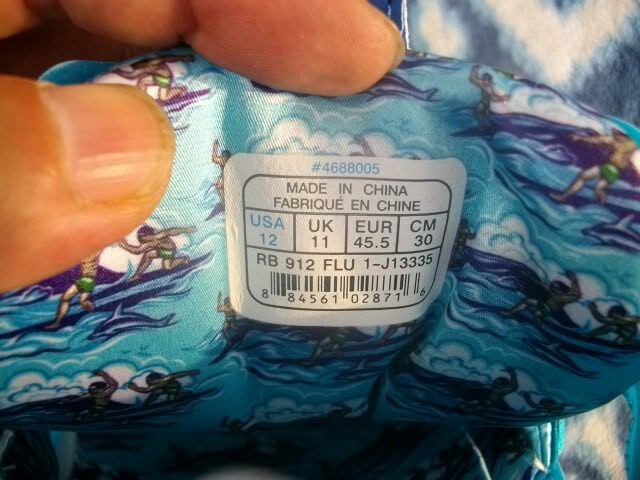 #4688005
MADE IN CHINA
FABRIQUÉ EN CHINE
USA UK EUR CM
12 11 45.5 30
RB 912 FLU 1-J13335
8 84561 02871 6